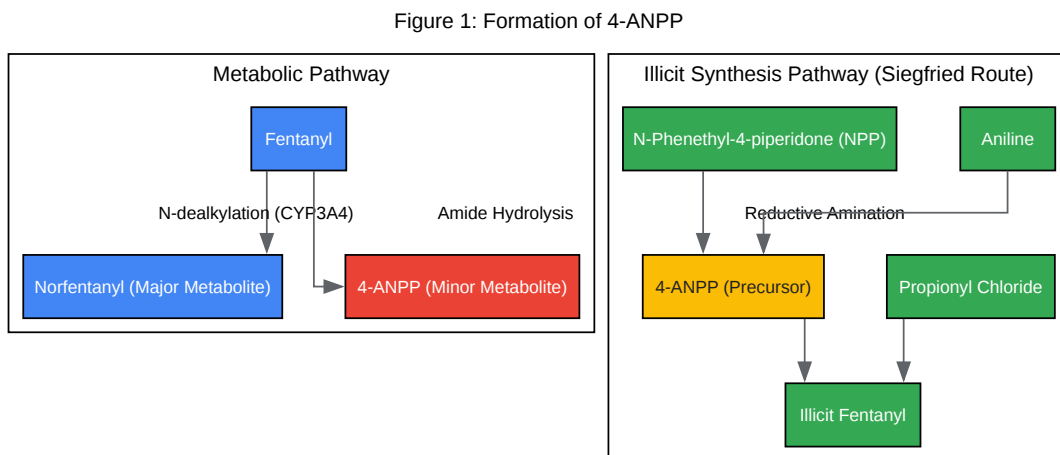 Figure 1: Formation of 4-ANPP
Metabolic Pathway
Fentanyl
N-dealkylation (CYP3A4)
Amide Hydrolysis
Norfentanyl (Major Metabolite)
4-ANPP (Minor Metabolite)
Illicit Synthesis Pathway (Siegfried Route)
N-Phenethyl-4-piperidone (NPP)
Aniline
Reductive Amination
4-ANPP (Precursor)
Propionyl Chloride
Illicit Fentanyl